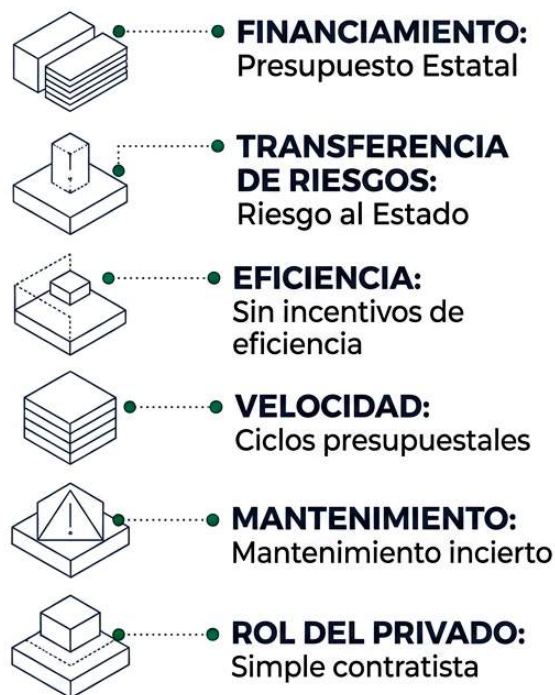 FINANCIAMIENTO:
Presupuesto Estatal
TRANSFERENCIA
DE RIESGOS:
Riesgo al Estado
EFICIENCIA:
Sin incentivos de
eficiencia
VELOCIDAD:
Ciclos presupuestales
MANTENIMIENTO:
Mantenimiento incierto
ROL DEL PRIVADO:
Simple contratista